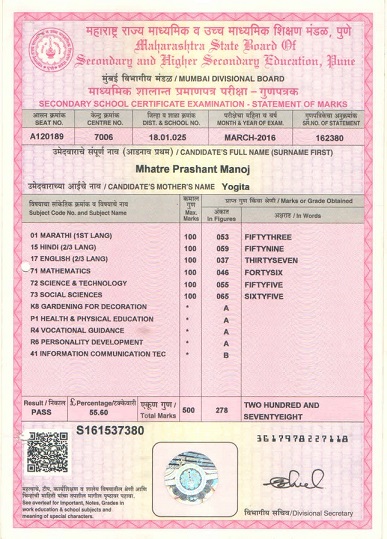 महाराष्ट्र राज्य माध्यमिक व उच्च माध्यमिक शिक्षण मंडळ, पुणे
Maharashtra State Board Of
Secondary and Higher Secondary Education, Pune
मुंबई विभागीय मंडळ / MUMBAI DIVISIONAL BOARD
माध्यमिक शालान्त प्रमाणपत्र परीक्षा - गुणपत्रक
SECONDARY SCHOOL CERTIFICATE EXAMINATION - STATEMENT OF MARKS
आसन क्रमांक केंद्र क्रमांक जिल्हा व शाळा क्रमांक परीक्षेचा महिना व वर्ष गुणपत्रिकेचा अनुक्रमांक
SEAT NO. CENTRE NO. DIST. & SCHOOL NO. MONTH & YEAR OF EXAM. SR.NO. OF STATEMENT
A120189 7006 18.01.025 MARCH-2016 162380
उमेदवाराचे संपूर्ण नाव (आडनाव प्रथम) / CANDIDATE'S FULL NAME (SURNAME FIRST)
Mhatre Prashant Manoj
उमेदवाराच्या आईचे नाव / CANDIDATE'S MOTHER'S NAME Yogita
विषयाचा सांकेतिक क्रमांक व विषयाचे नाव
Subject Code No. and Subject Name
कमाल गुण
Max. Marks
प्राप्त गुण किंवा श्रेणी / Marks or Grade Obtained
अंकात
In Figures
अक्षरात / In Words
01 MARATHI (1ST LANG) 100 053 FIFTYTHREE
15 HINDI (2/3 LANG) 100 059 FIFTYNINE
17 ENGLISH (2/3 LANG) 100 037 THIRTYSEVEN
71 MATHEMATICS 100 046 FORTYSIX
72 SCIENCE & TECHNOLOGY 100 055 FIFTYFIVE
73 SOCIAL SCIENCES 100 065 SIXTYFIVE
K8 GARDENING FOR DECORATION * A
P1 HEALTH & PHYSICAL EDUCATION * A
R4 VOCATIONAL GUIDANCE * A
R6 PERSONALITY DEVELOPMENT * A
41 INFORMATION COMMUNICATION TEC * B
Result / निकाल £ Percentage/टक्केवारी एकूण गुण / 500 278 TWO HUNDRED AND
PASS 55.60 Total Marks SEVENTYEIGHT
S161537380
See overleaf for Important, Notes, Grades in
work education & school subjects and
meaning of special characters.
विभागीय सचिव/Divisional Secretary